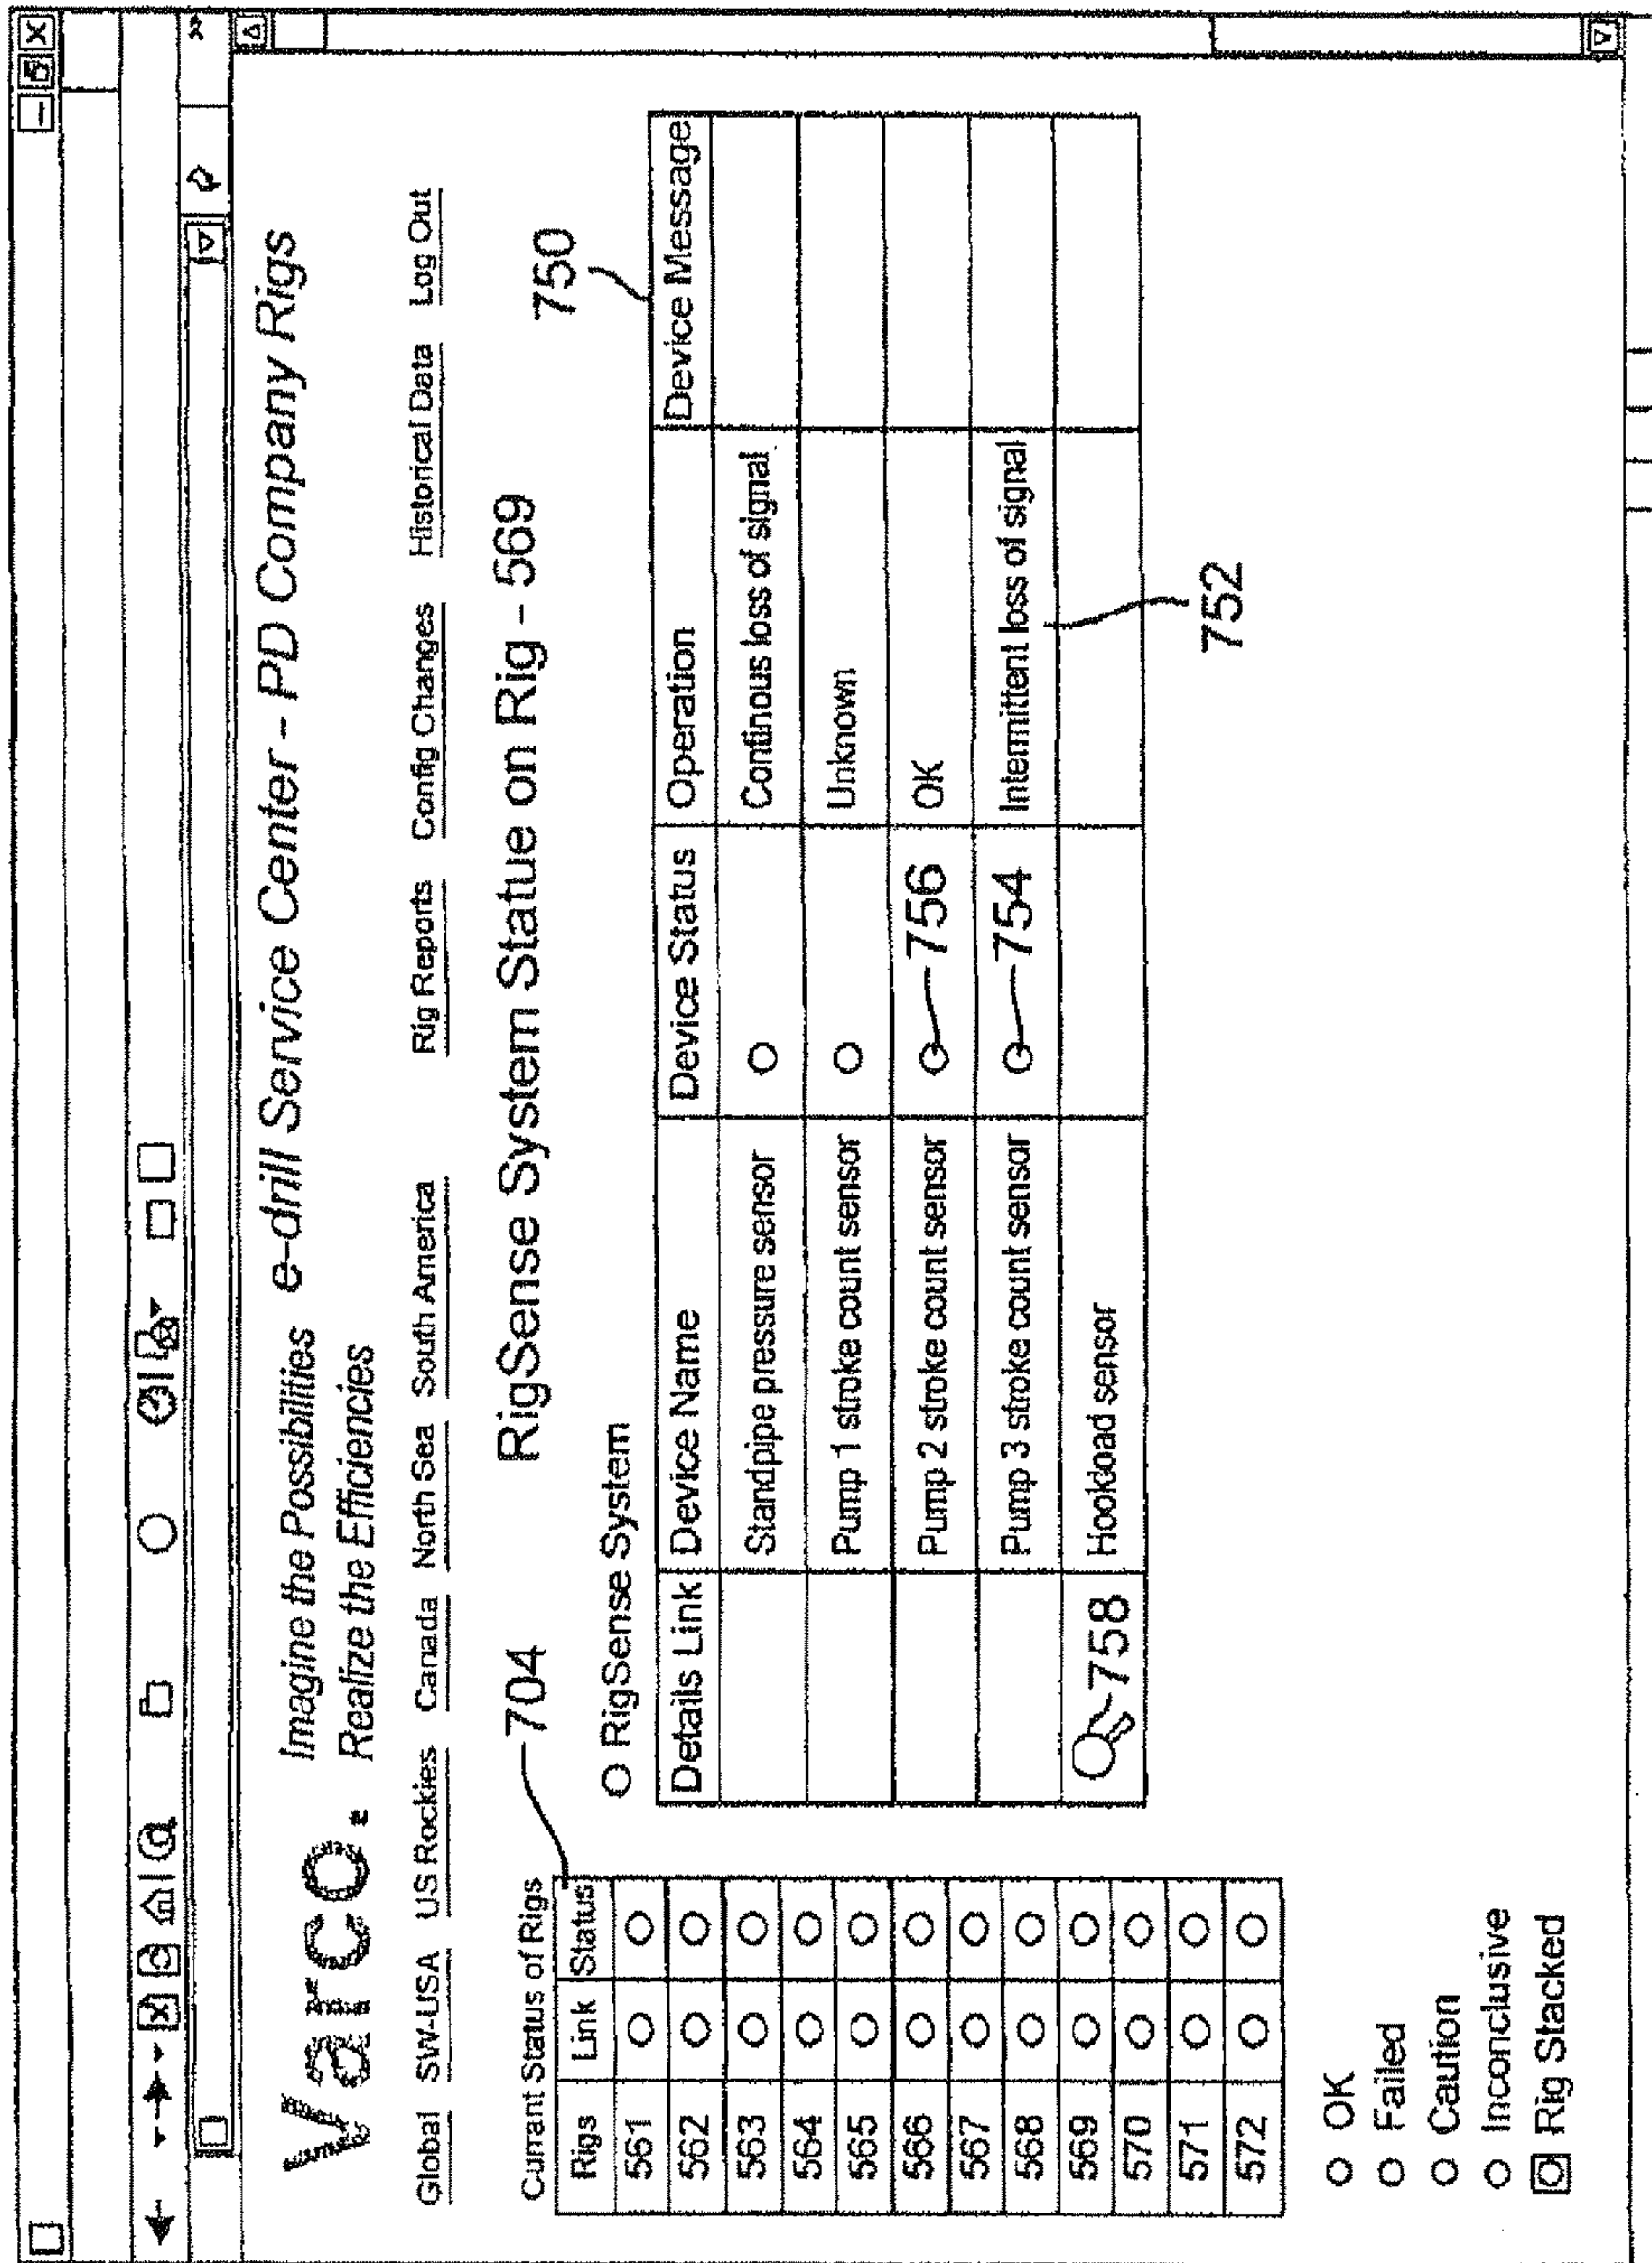 Varco.
Imagine the Possibilities
Realize the Efficiencies
e-drill Service Center - PD Company Rigs
Global SW-USA US Rockies Canada North Sea South America Rig Reports Config Changes Historical Data Log Out
704
RigSense System Statue on Rig - 569
750
Currant Status of Rigs
Rigs Link Status
561
562
563
564
565
566
567
568
569
570
571
572
RigSense System
Details Link Device Name Device Status Operation Device Message
Standpipe pressure sensor Continous loss of signal
Pump 1 stroke count sensor Unknown
Pump 2 stroke count sensor 756 OK
Pump 3 stroke count sensor 754 Intermittent loss of signal
758 Hookload sensor
752
OK
Failed
Caution
Inconclusive
Rig Stacked